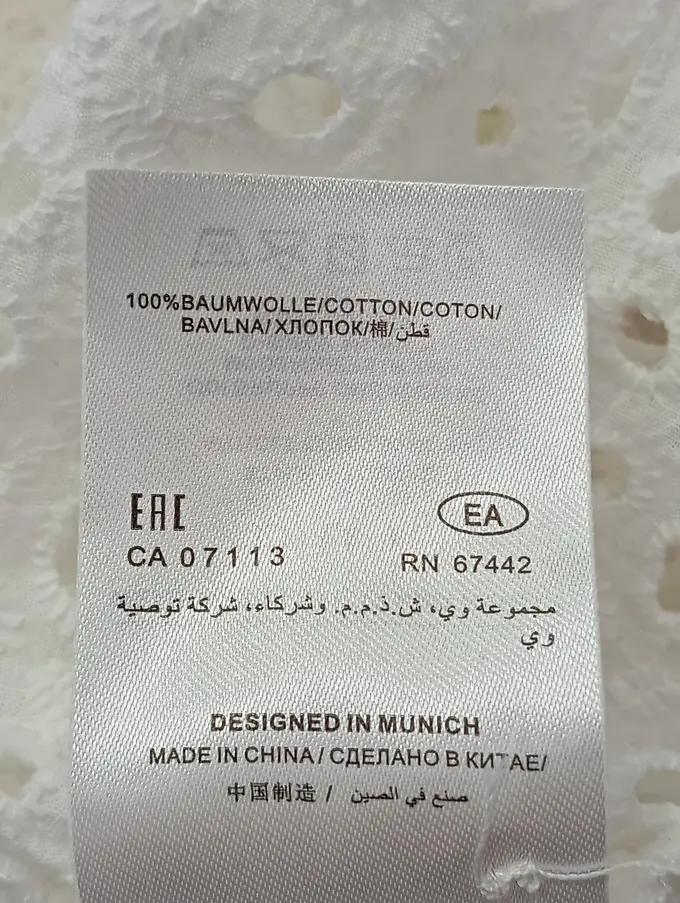 100%BAUMWOLLE/COTTON/COTON/
BAVLNA/ХЛОПОК/棉/قطن
EAC
EA
CA 07113
RN 67442
مجموعة وي، ش.ذ.م.م. وشركاء، شركة توصية
وي
DESIGNED IN MUNICH
MADE IN CHINA/СДЕЛАНО В КИТАЕ/
中国制造 / صنع في الصين